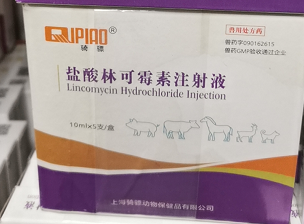 QJPIAO®
骑镖
兽用处方药
兽药字090162615
兽药GMP验收通过企业
盐酸林可霉素注射液
Lincomycin Hydrochloride Injection
10ml×5支/盒
上海骑镖动物保健品有限公司